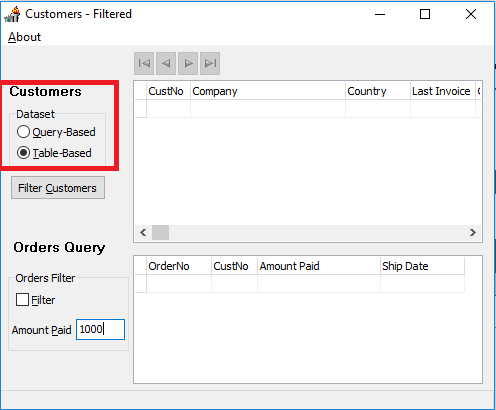 Customers - Filtered
About
Customers
Dataset
Query-Based
Table-Based
Filter Customers
CustNo Company Country Last Invoice
Orders Query
Orders Filter
Filter
Amount Paid 1000
OrderNo CustNo Amount Paid Ship Date